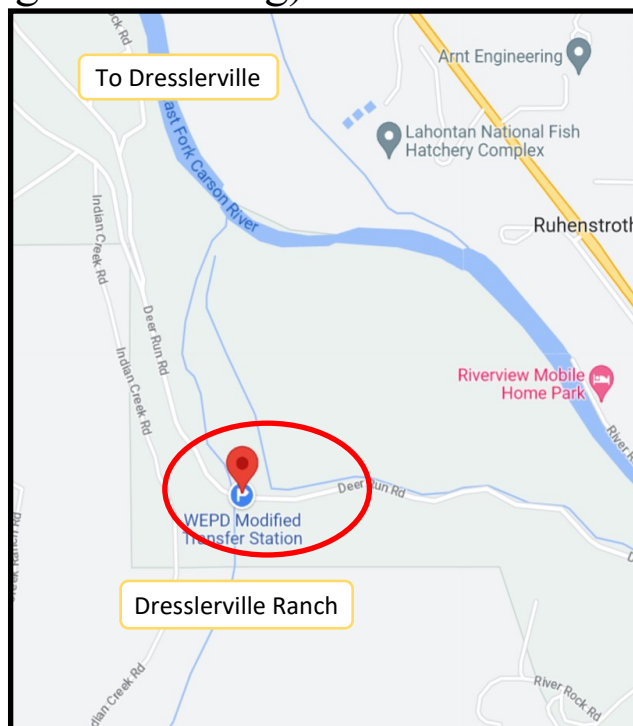 To Dresslerville
Arnt Engineering
Lahontan National Fish
Hatchery Complex
East Fork Carson River
Ruhenstroth
Indian Creek Rd
Deer Run Rd
Indian Creek Rd
Riverview Mobile
Home Park
Deer Run Rd
WEPD Modified
Transfer Station
Dresslerville Ranch
Indian Creek Rd
River Rock Rd